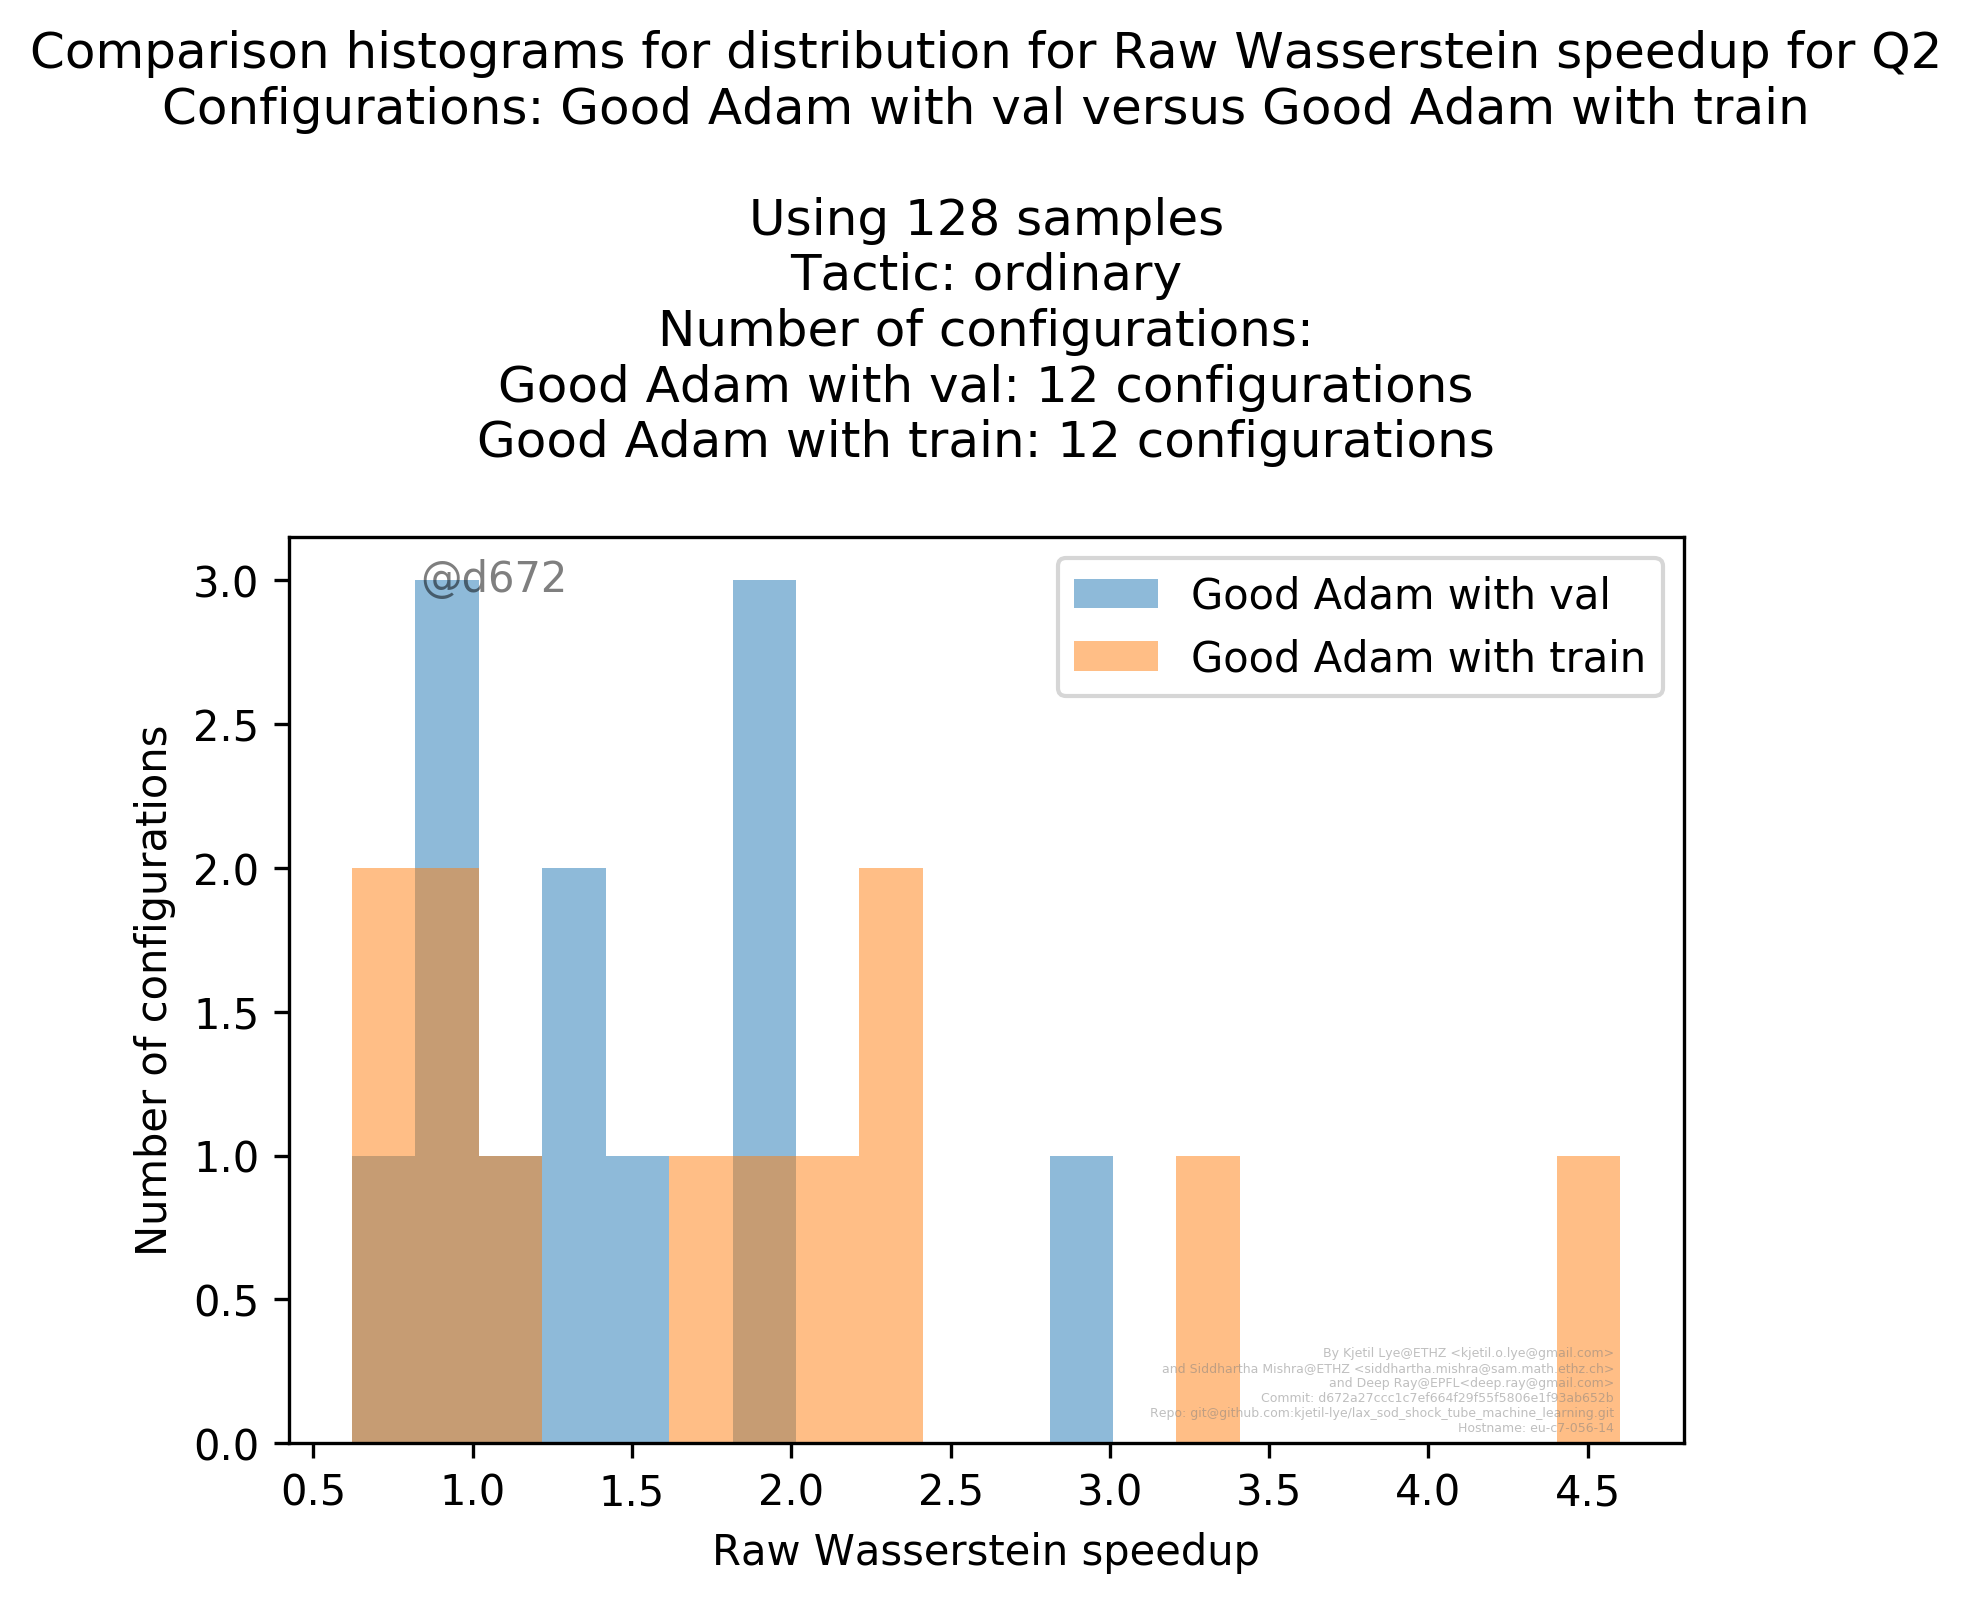 Comparison histograms for distribution for Raw Wasserstein speedup for Q2
Configurations: Good Adam with val versus Good Adam with train
Using 128 samples
Tactic: ordinary
Number of configurations:
Good Adam with val: 12 configurations
Good Adam with train: 12 configurations
@d672
Good Adam with val
Good Adam with train
3.0
2.5
2.0
1.5
1.0
0.5
0.0
Number of configurations
By Kjetil Lye@ETHZ <kjetil.o.lye@gmail.com>
and Siddhartha Mishra@ETHZ <siddhartha.mishra@sam.math.ethz.ch>
and Deep Ray@EPFL<deep.ray@gmail.com>
Commit: d672a27ccc1c7ef664f29f55f5806e1f93ab652b
Repo: git@github.com:kjetil-lye/lax_sod_shock_tube_machine_learning.git
Hostname: eu-c7-056-14
0.5 1.0 1.5 2.0 2.5 3.0 3.5 4.0 4.5
Raw Wasserstein speedup